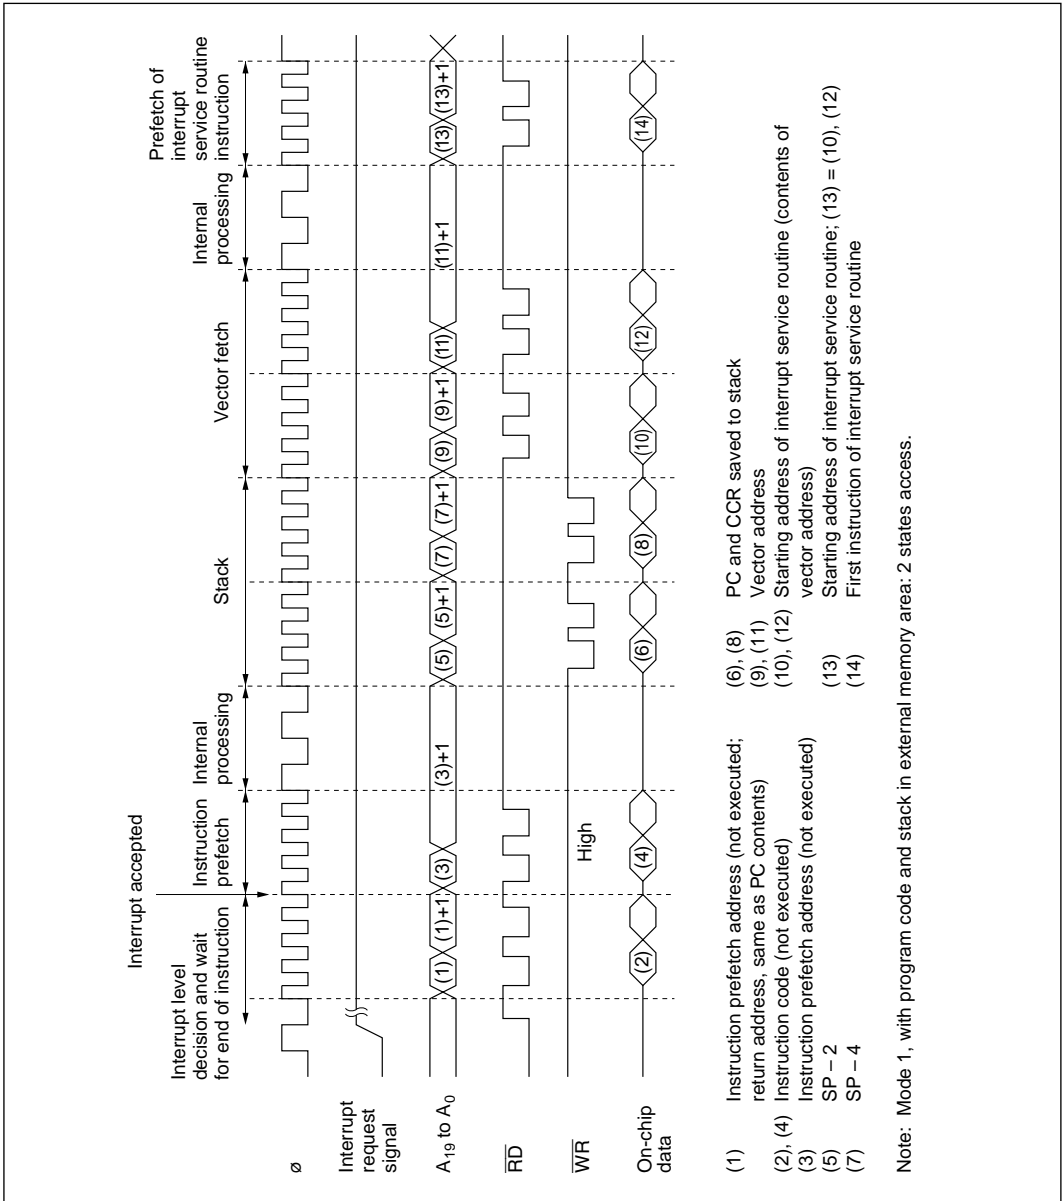 Interrupt accepted
Interrupt level
decision and wait
for end of instruction
Instruction
prefetch
Internal
processing
Stack
Vector fetch
Internal
processing
Prefetch of
interrupt
service routine
instruction
ø
Interrupt
request
signal
A19 to A0
(1)
(1)+1
(3)
(3)+1
(5)
(5)+1
(7)
(7)+1
(9)
(9)+1
(11)
(11)+1
(13)
(13)+1
RD
WR
High
On-chip
data
(2)
(4)
(6)
(8)
(10)
(12)
(14)
(1) Instruction prefetch address (not executed;
return address, same as PC contents)
(2), (4) Instruction code (not executed)
(3) Instruction prefetch address (not executed)
(5) SP – 2
(7) SP – 4
(6), (8) PC and CCR saved to stack
(9), (11) Vector address
(10), (12) Starting address of interrupt service routine (contents of
vector address)
(13) Starting address of interrupt service routine; (13) = (10), (12)
(14) First instruction of interrupt service routine
Note: Mode 1, with program code and stack in external memory area: 2 states access.